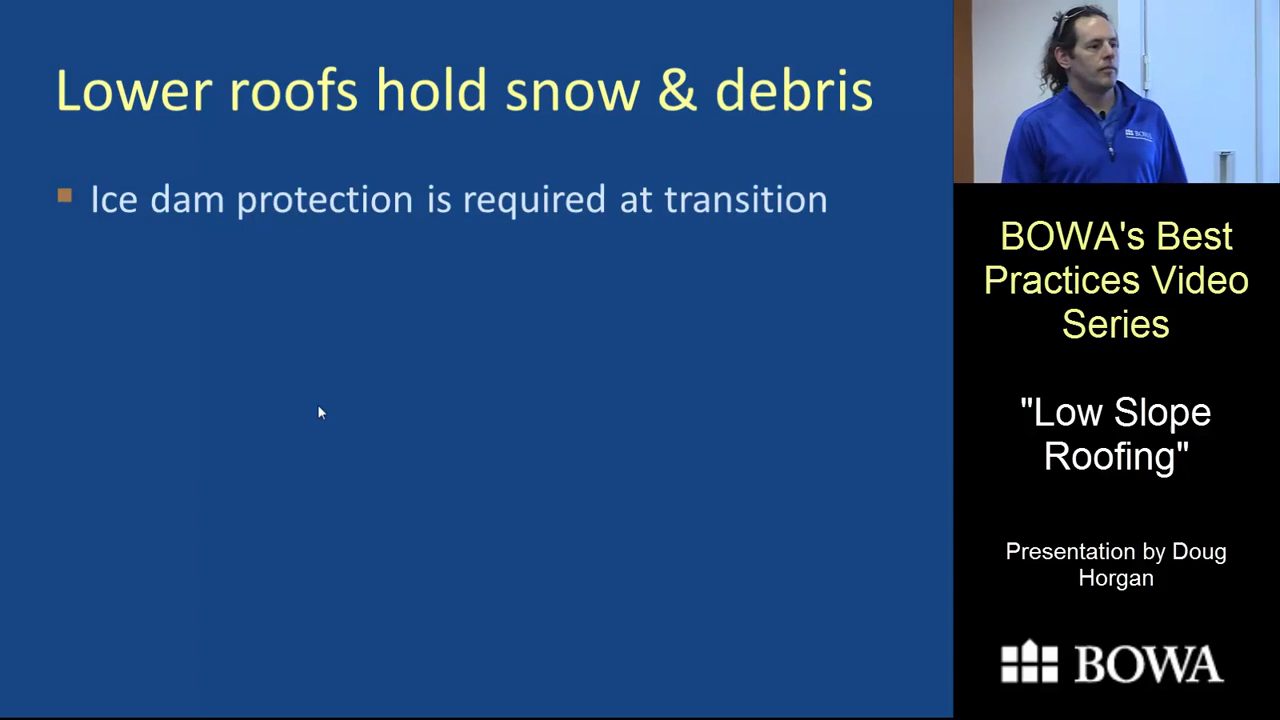 Lower roofs hold snow & debris
Ice dam protection is required at transition
BOWA's Best
Practices Video
Series
"Low Slope
Roofing"
Presentation by Doug
Horgan
BOWA